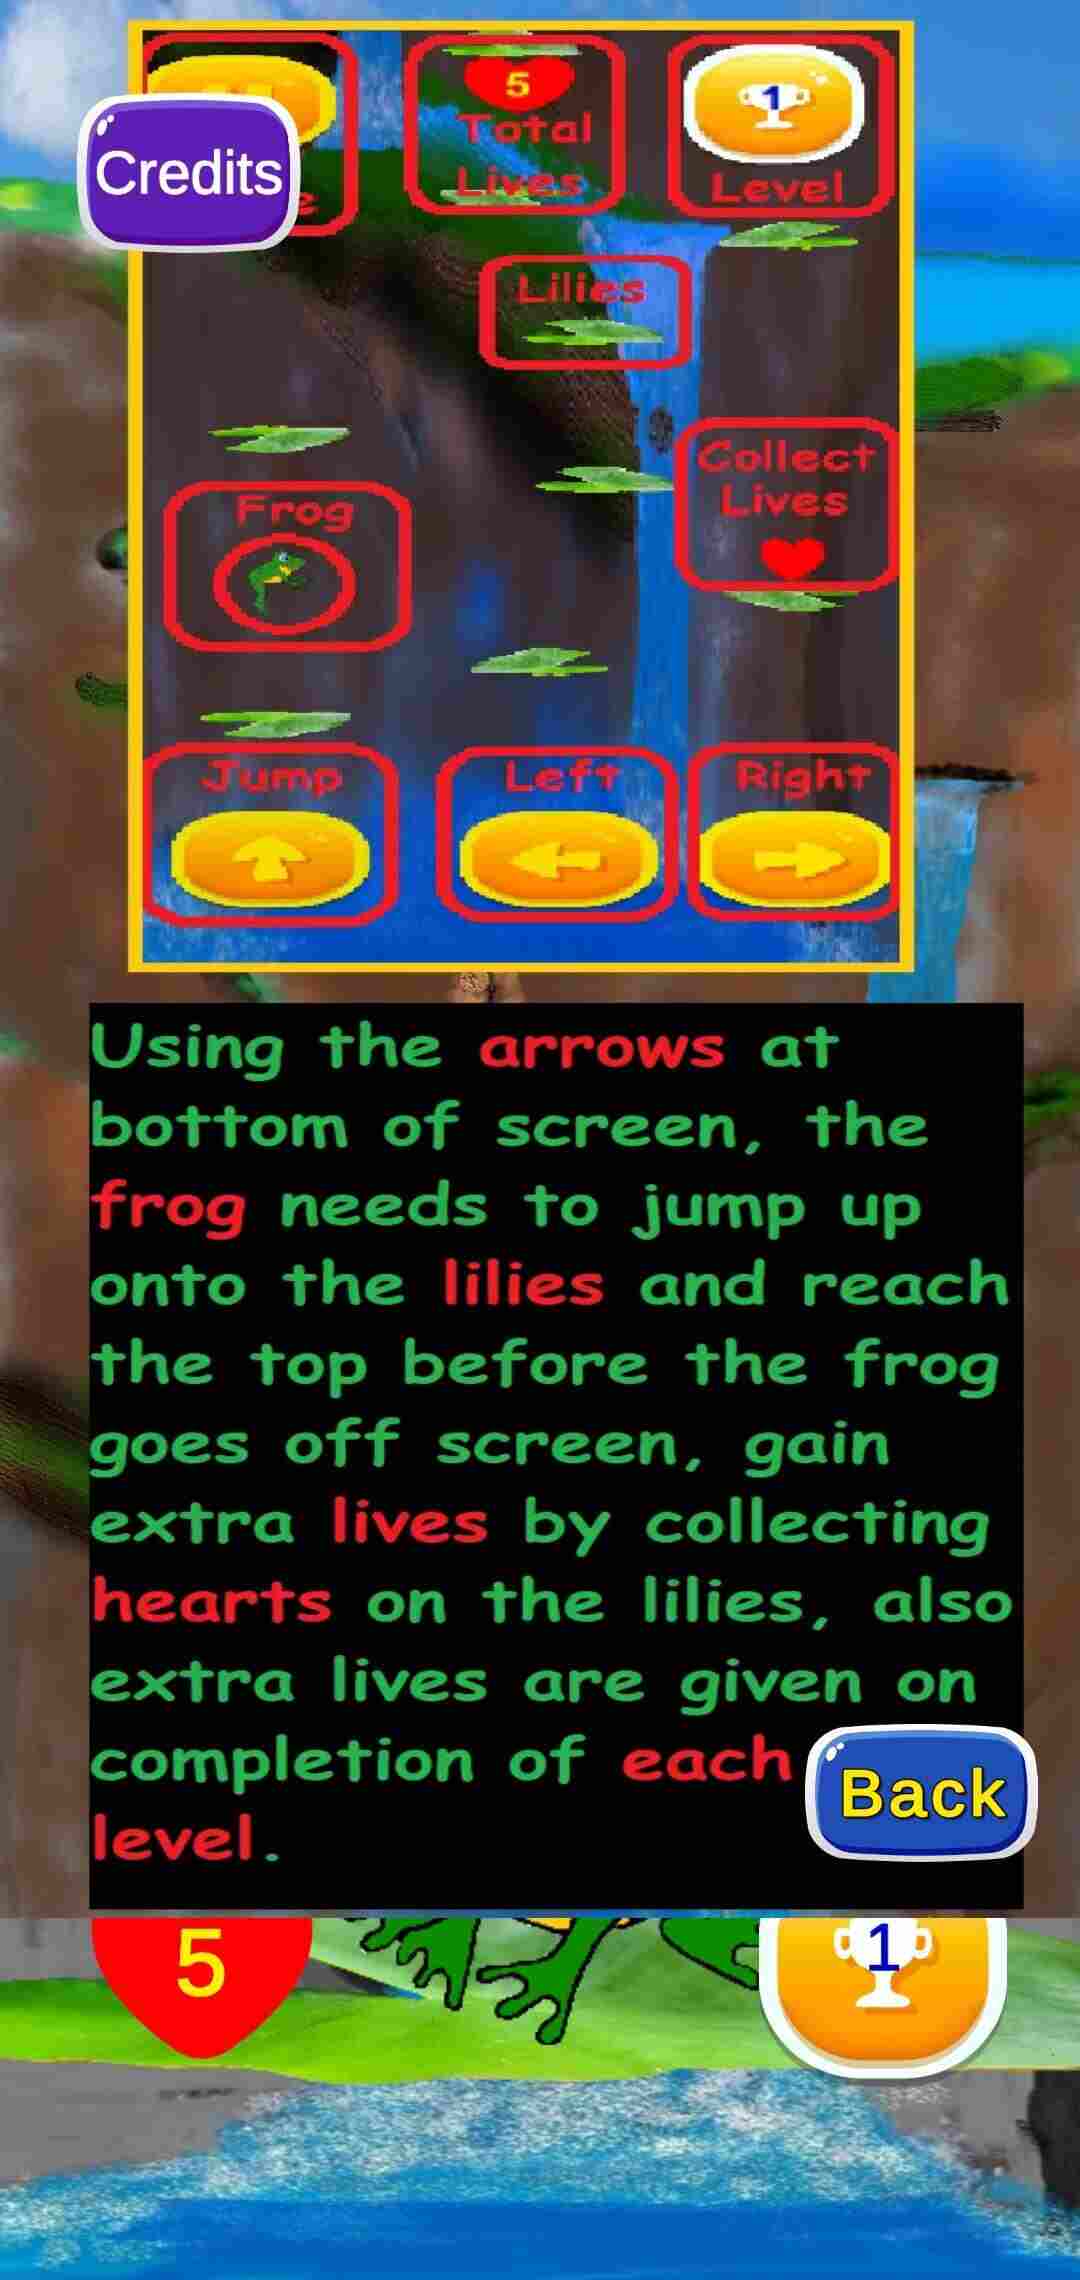 5
1
Total
Lives
Level
Credits
Lilies
Collect
Lives
Frog
Jump
Left
Right
Using the arrows at
bottom of screen, the
frog needs to jump up
onto the lilies and reach
the top before the frog
goes off screen, gain
extra lives by collecting
hearts on the lilies, also
extra lives are given on
completion of each
level.
Back
5
1